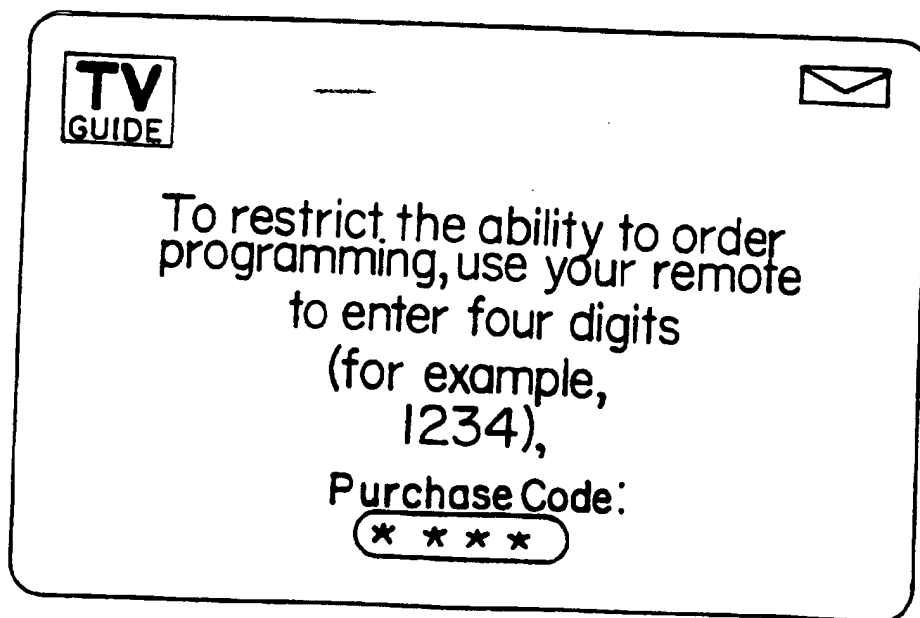 TV
GUIDE
To restrict the ability to order
programming, use your remote
to enter four digits
(for example,
1234),
Purchase Code:
* * * *